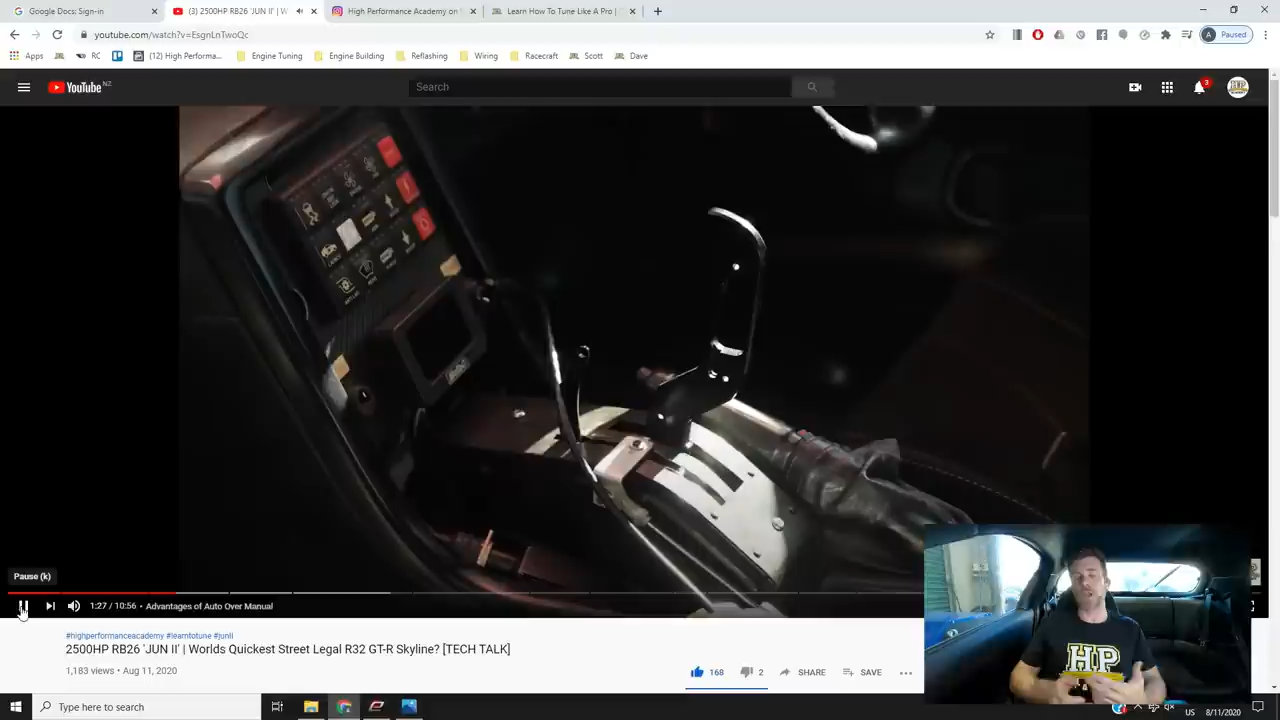 Google Docs: Sign-in
(3) 2500HP RB26 'JUN II' | W
High Performance Academy on
Learn How To Tune Like A Pro |
youtube.com/watch?v=EsgnLnTwoQc
Paused
Apps
RC
(12) High Performa...
Engine Tuning
Engine Building
Reflashing
Wiring
Racecraft
Scott
Dave
YouTube NZ
Search
3
Pause (k)
1:27 / 10:56 • Advantages of Auto Over Manual
#highperformanceacademy #learntotune #junII
2500HP RB26 'JUN II' | Worlds Quickest Street Legal R32 GT-R Skyline? [TECH TALK]
1,183 views • Aug 11, 2020
168
2
SHARE
SAVE
HP
Type here to search
US
8/11/2020